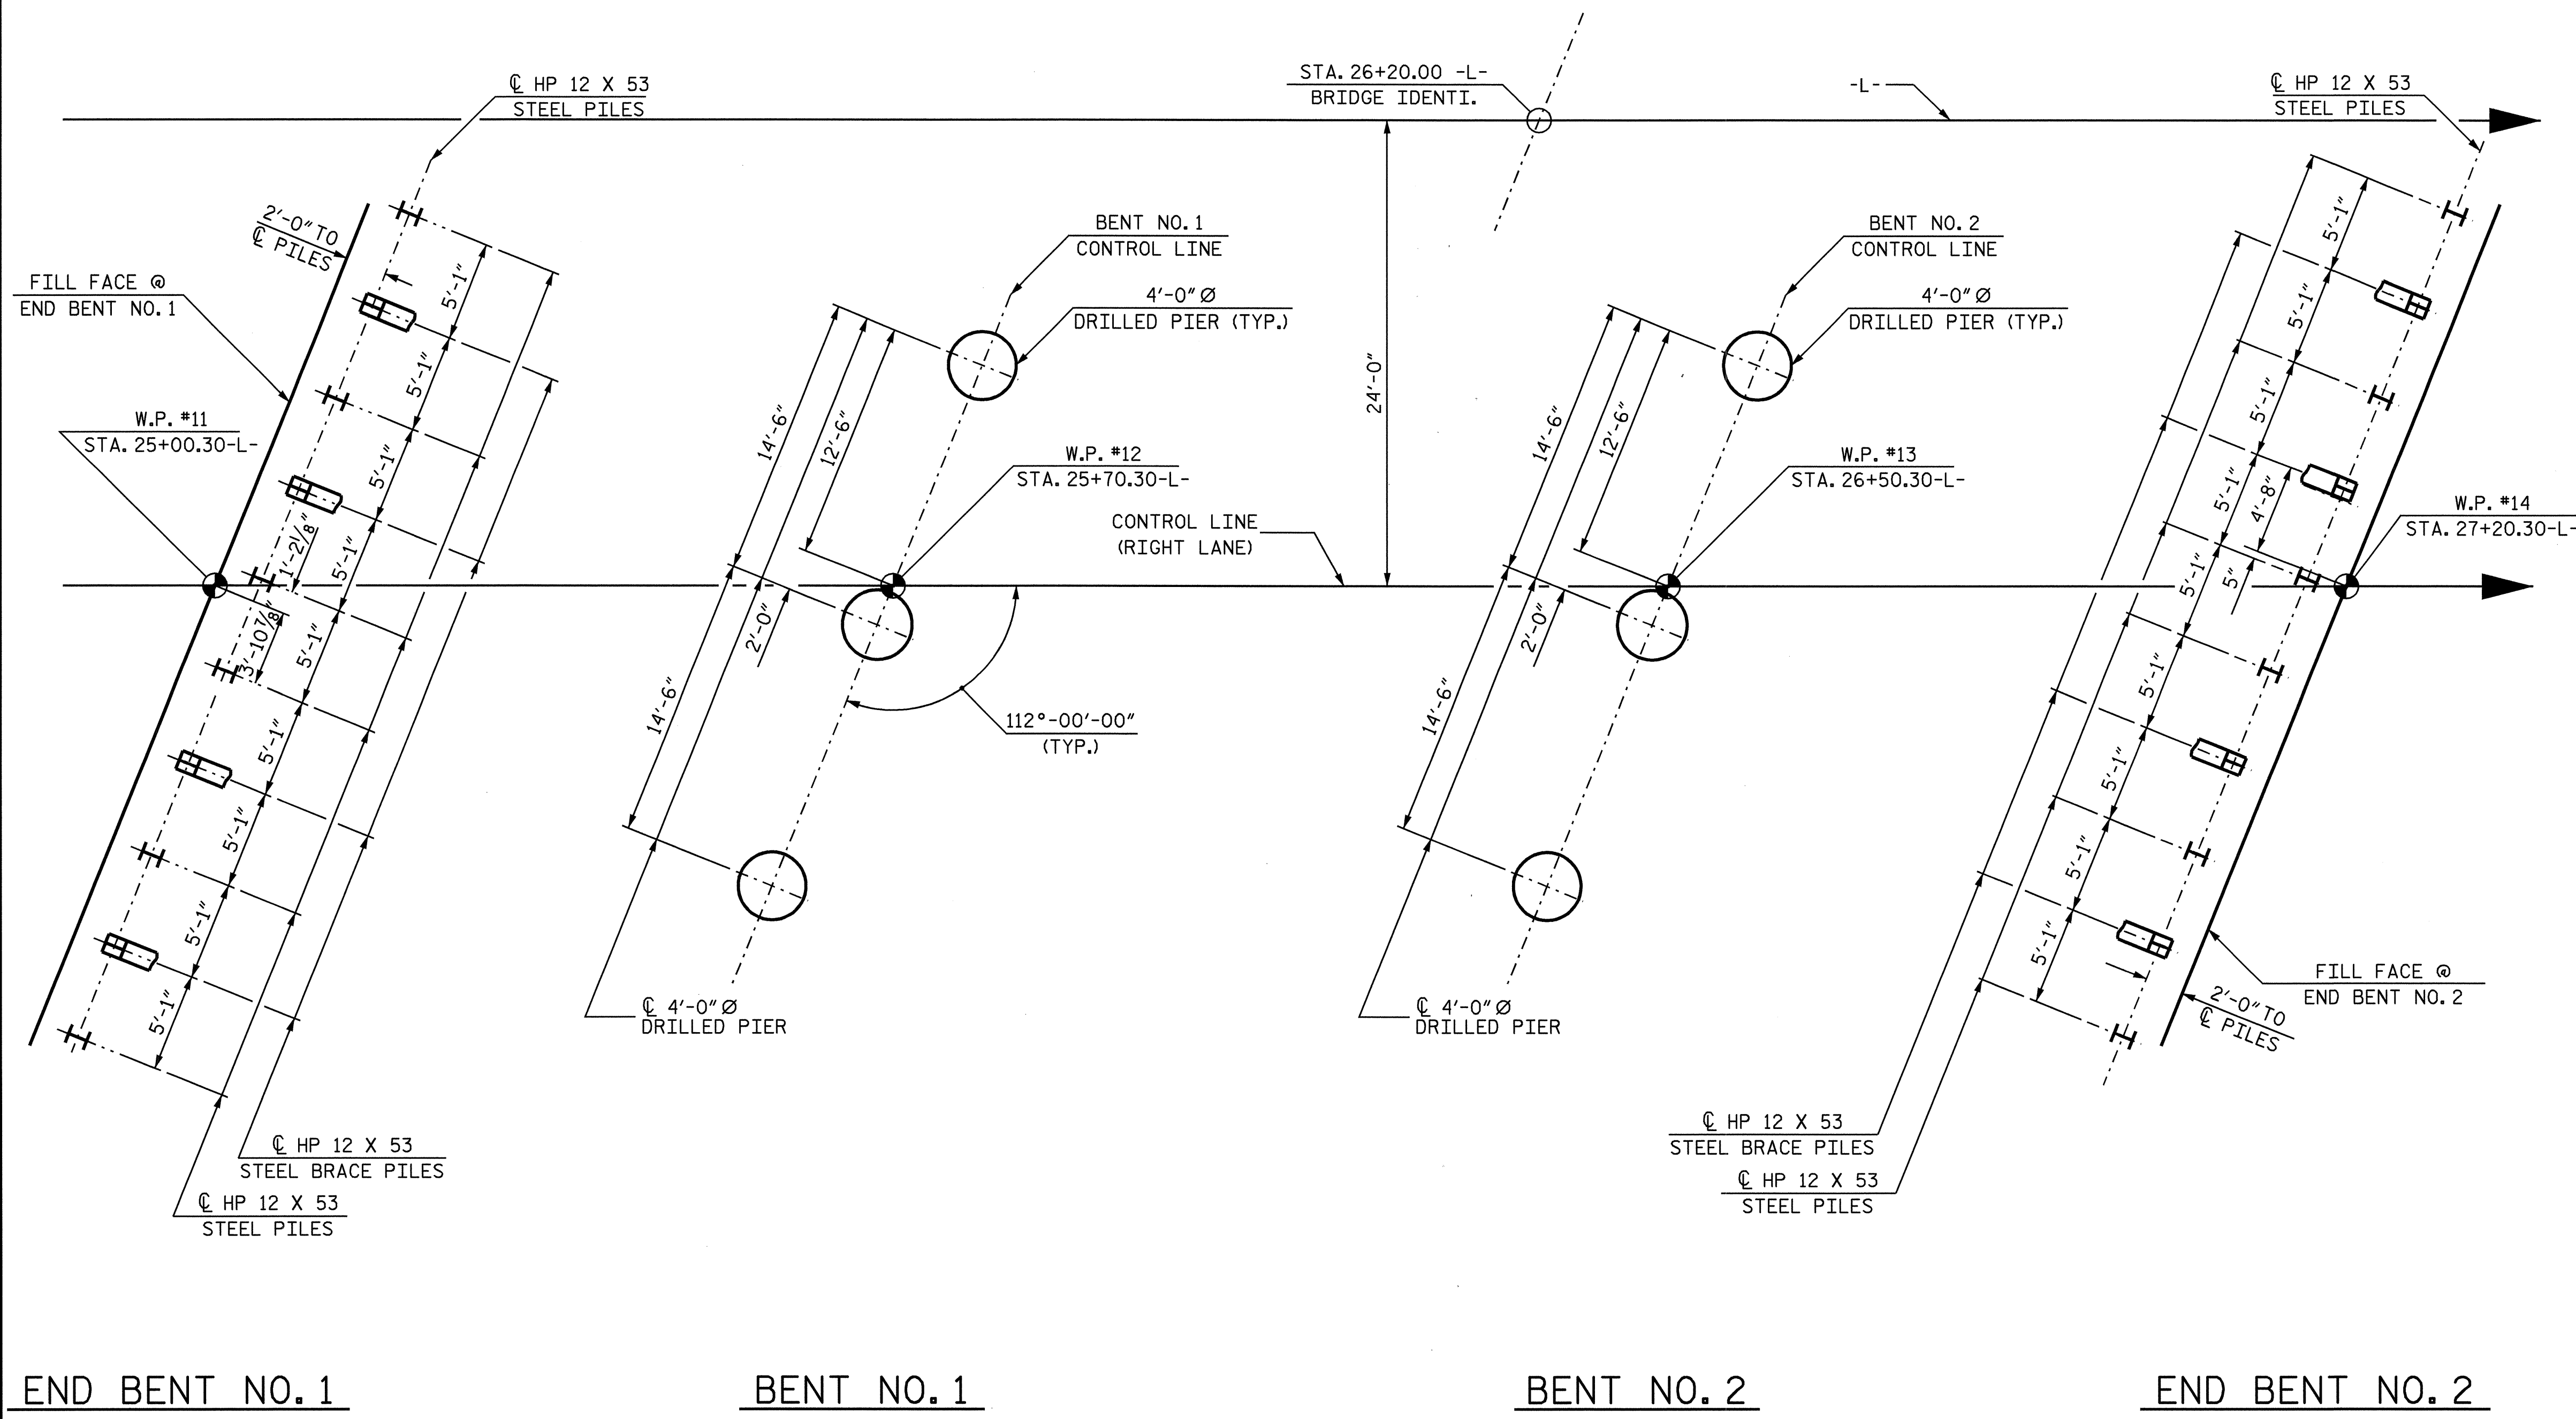 ℄ HP 12 X 53
STEEL PILES
STA. 26+20.00 -L-
BRIDGE IDENTI.
-L-
℄ HP 12 X 53
STEEL PILES
2'-0" TO
℄ PILES
FILL FACE @
END BENT NO. 1
W.P. #11
STA. 25+00.30-L-
5'-1"
5'-1"
5'-1"
5'-1"
5'-1"
5'-1"
5'-1"
5'-1"
5'-1"
1'-2 1/8"
3'-10 7/8"
℄ HP 12 X 53
STEEL BRACE PILES
℄ HP 12 X 53
STEEL PILES
BENT NO. 1
CONTROL LINE
4'-0" Ø
DRILLED PIER (TYP.)
14'-6"
12'-6"
W.P. #12
STA. 25+70.30-L-
2'-0"
14'-6"
112°-00'-00"
(TYP.)
℄ 4'-0" Ø
DRILLED PIER
24'-0"
CONTROL LINE
(RIGHT LANE)
BENT NO. 2
CONTROL LINE
4'-0" Ø
DRILLED PIER (TYP.)
14'-6"
12'-6"
W.P. #13
STA. 26+50.30-L-
2'-0"
14'-6"
℄ 4'-0" Ø
DRILLED PIER
5'-1"
5'-1"
5'-1"
5'-1"
4'-8"
5"
5'-1"
5'-1"
5'-1"
5'-1"
5'-1"
W.P. #14
STA. 27+20.30-L-
FILL FACE @
END BENT NO. 2
2'-0" TO
℄ PILES
℄ HP 12 X 53
STEEL BRACE PILES
℄ HP 12 X 53
STEEL PILES
END BENT NO. 1
BENT NO. 1
BENT NO. 2
END BENT NO. 2